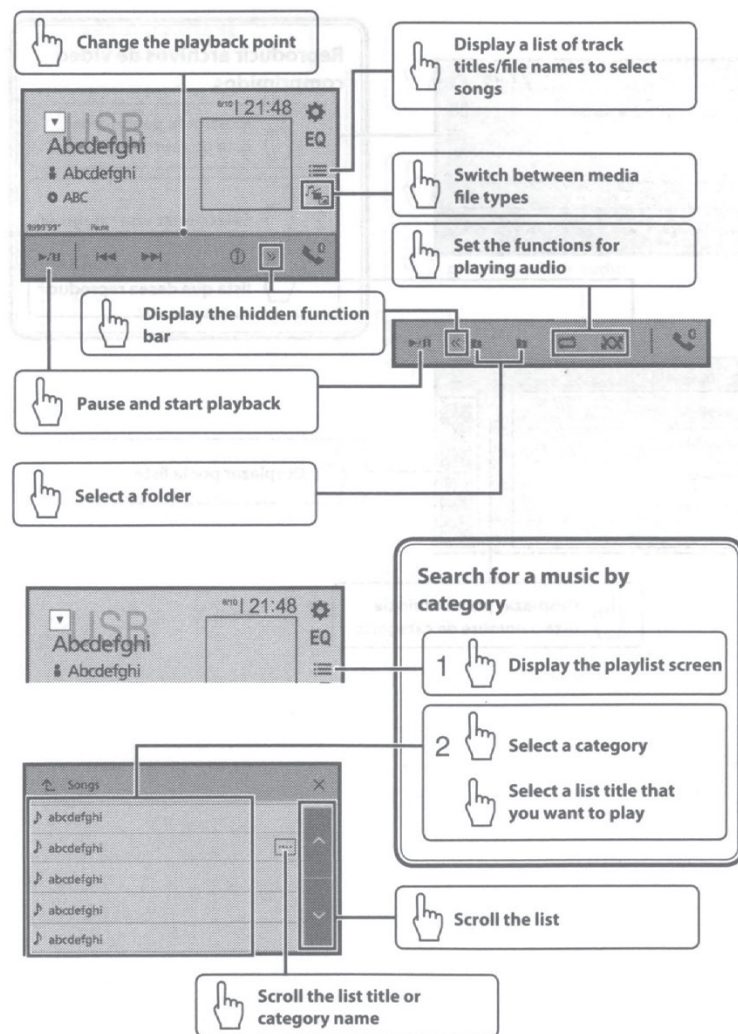 Change the playback point
Display a list of track
titles/file names to select
songs
21:48
USB
Abcdefghi
EQ
Abcdefghi
ABC
Switch between media
file types
Set the functions for
playing audio
Pause
Display the hidden function
bar
Pause and start playback
Select a folder
Search for a music by
category
21:48
USB
Abcdefghi
EQ
Abcdefghi
1 Display the playlist screen
2 Select a category
Select a list title that
you want to play
Songs
abcdefghi
abcdefghi
abcdefghi
abcdefghi
abcdefghi
Scroll the list
Scroll the list title or
category name